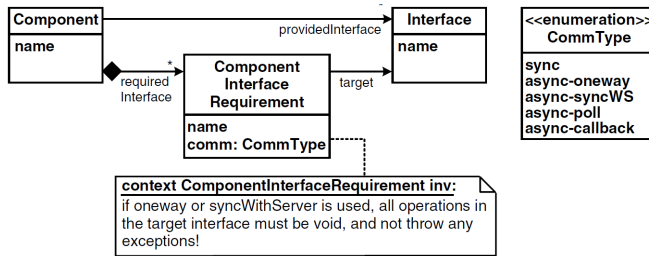 Component
name
providedInterface
Interface
name
*
required
Interface
Component
Interface
Requirement
name
comm: CommType
target
<<enumeration>>
CommType
sync
async-oneway
async-syncWS
async-poll
async-callback
context ComponentInterfaceRequirement inv:
if oneway or syncWithServer is used, all operations in
the target interface must be void, and not throw any
exceptions!